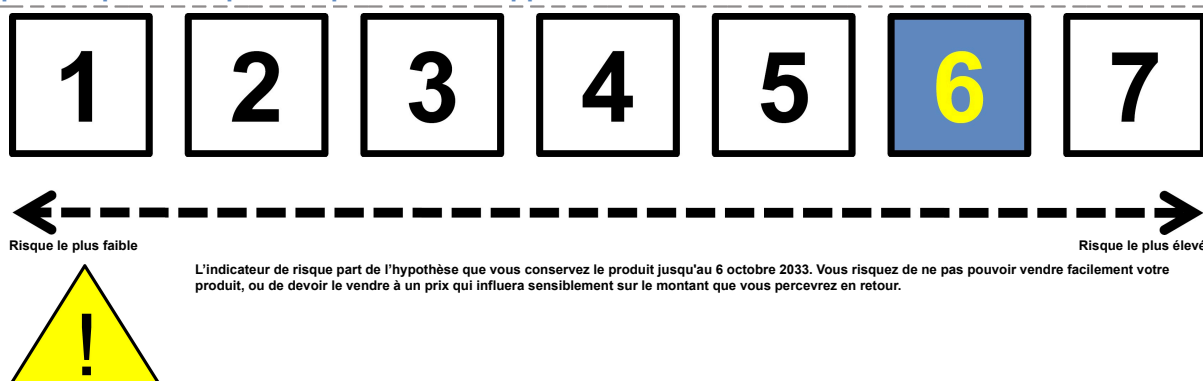 1 2 3 4 5 6 7
Risque le plus faible Risque le plus élevé
L'indicateur de risque part de l'hypothèse que vous conservez le produit jusqu'au 6 octobre 2033. Vous risquez de ne pas pouvoir vendre facilement votre
produit, ou de devoir le vendre à un prix qui influera sensiblement sur le montant que vous percevrez en retour.
!